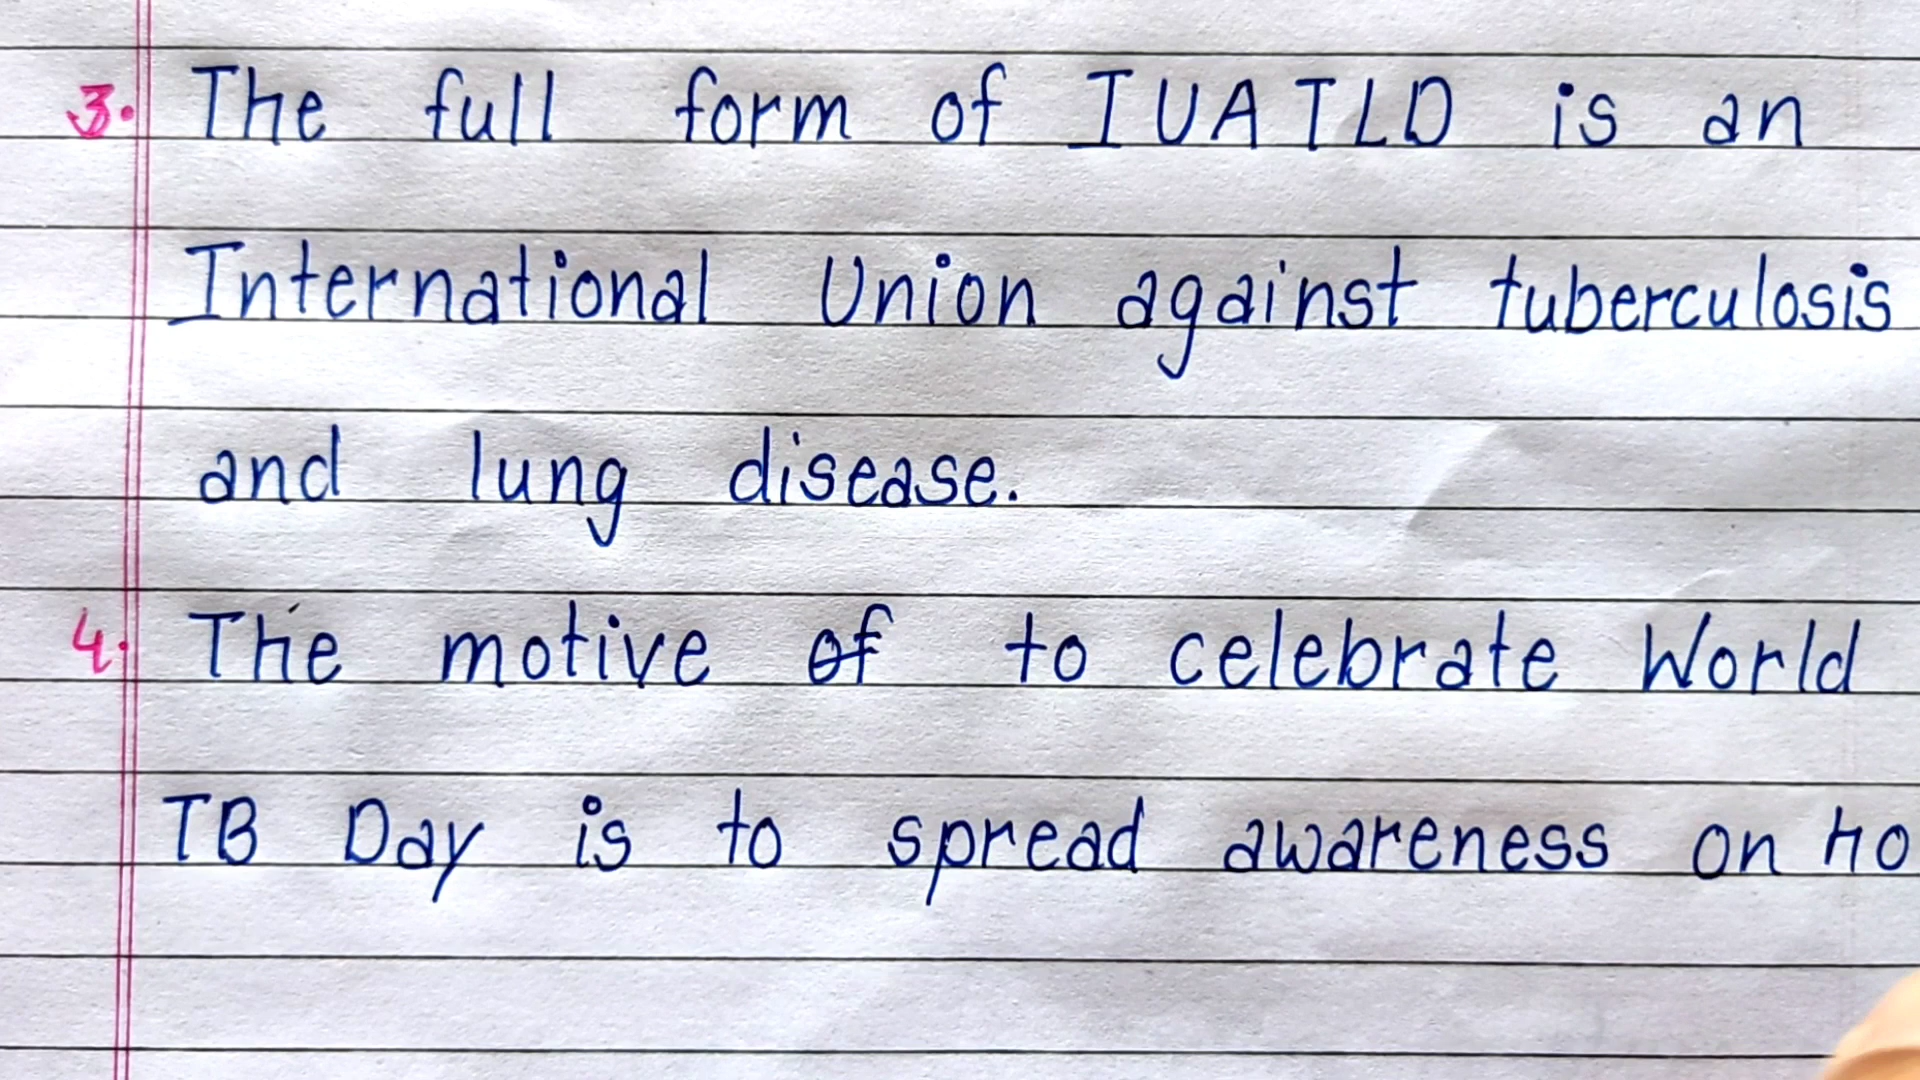 3. The full form of IUATLD is an
International Union against tuberculosis
and lung disease.
4. The motive of to celebrate World
TB Day is to spread awareness on ho